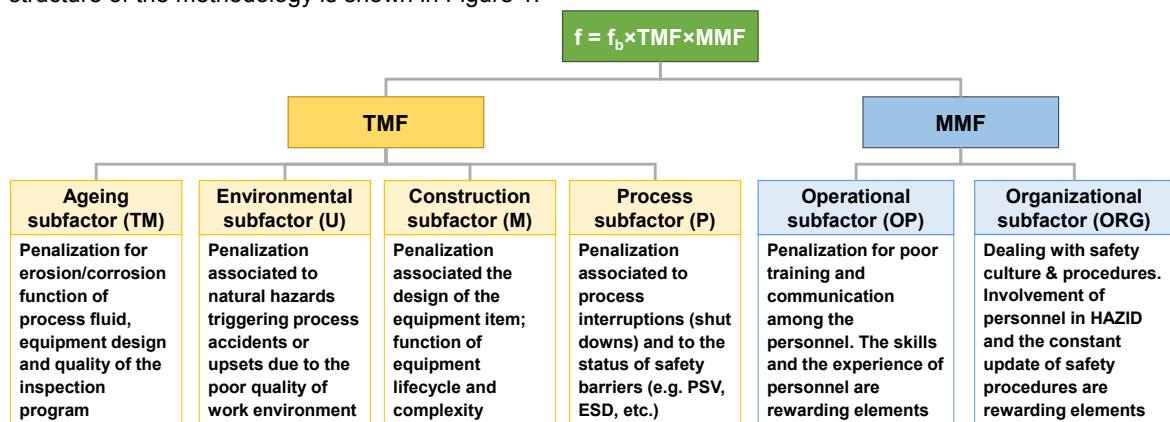 structure of the methodology is shown in Figure 1.
f = fb×TMF×MMF
TMF
MMF
Ageing
subfactor (TM)
Penalization for
erosion/corrosion
function of
process fluid,
equipment design
and quality of the
inspection
program
Environmental
subfactor (U)
Penalization
associated to
natural hazards
triggering process
accidents or
upsets due to the
poor quality of
work environment
Construction
subfactor (M)
Penalization
associated the
design of the
equipment item;
function of
equipment
lifecycle and
complexity
Process
subfactor (P)
Penalization
associated to
process
interruptions (shut
downs) and to the
status of safety
barriers (e.g. PSV,
ESD, etc.)
Operational
subfactor (OP)
Penalization for poor
training and
communication
among the
personnel. The skills
and the experience of
personnel are
rewarding elements
Organizational
subfactor (ORG)
Dealing with safety
culture & procedures.
Involvement of
personnel in HAZID
and the constant
update of safety
procedures are
rewarding elements